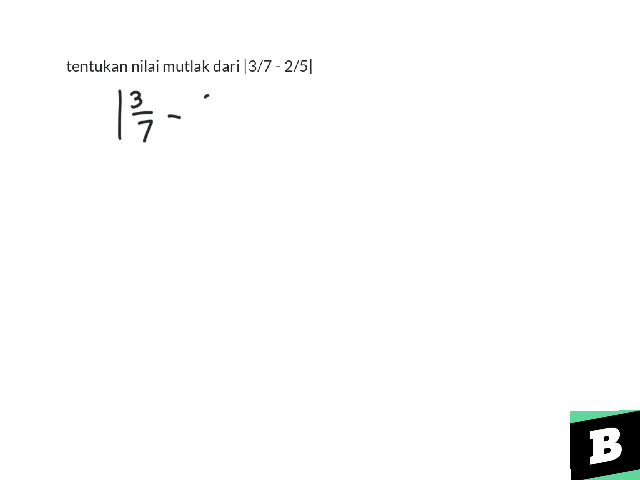 tentukan nilai mutlak dari |3/7 - 2/5|
|3/7 -
B